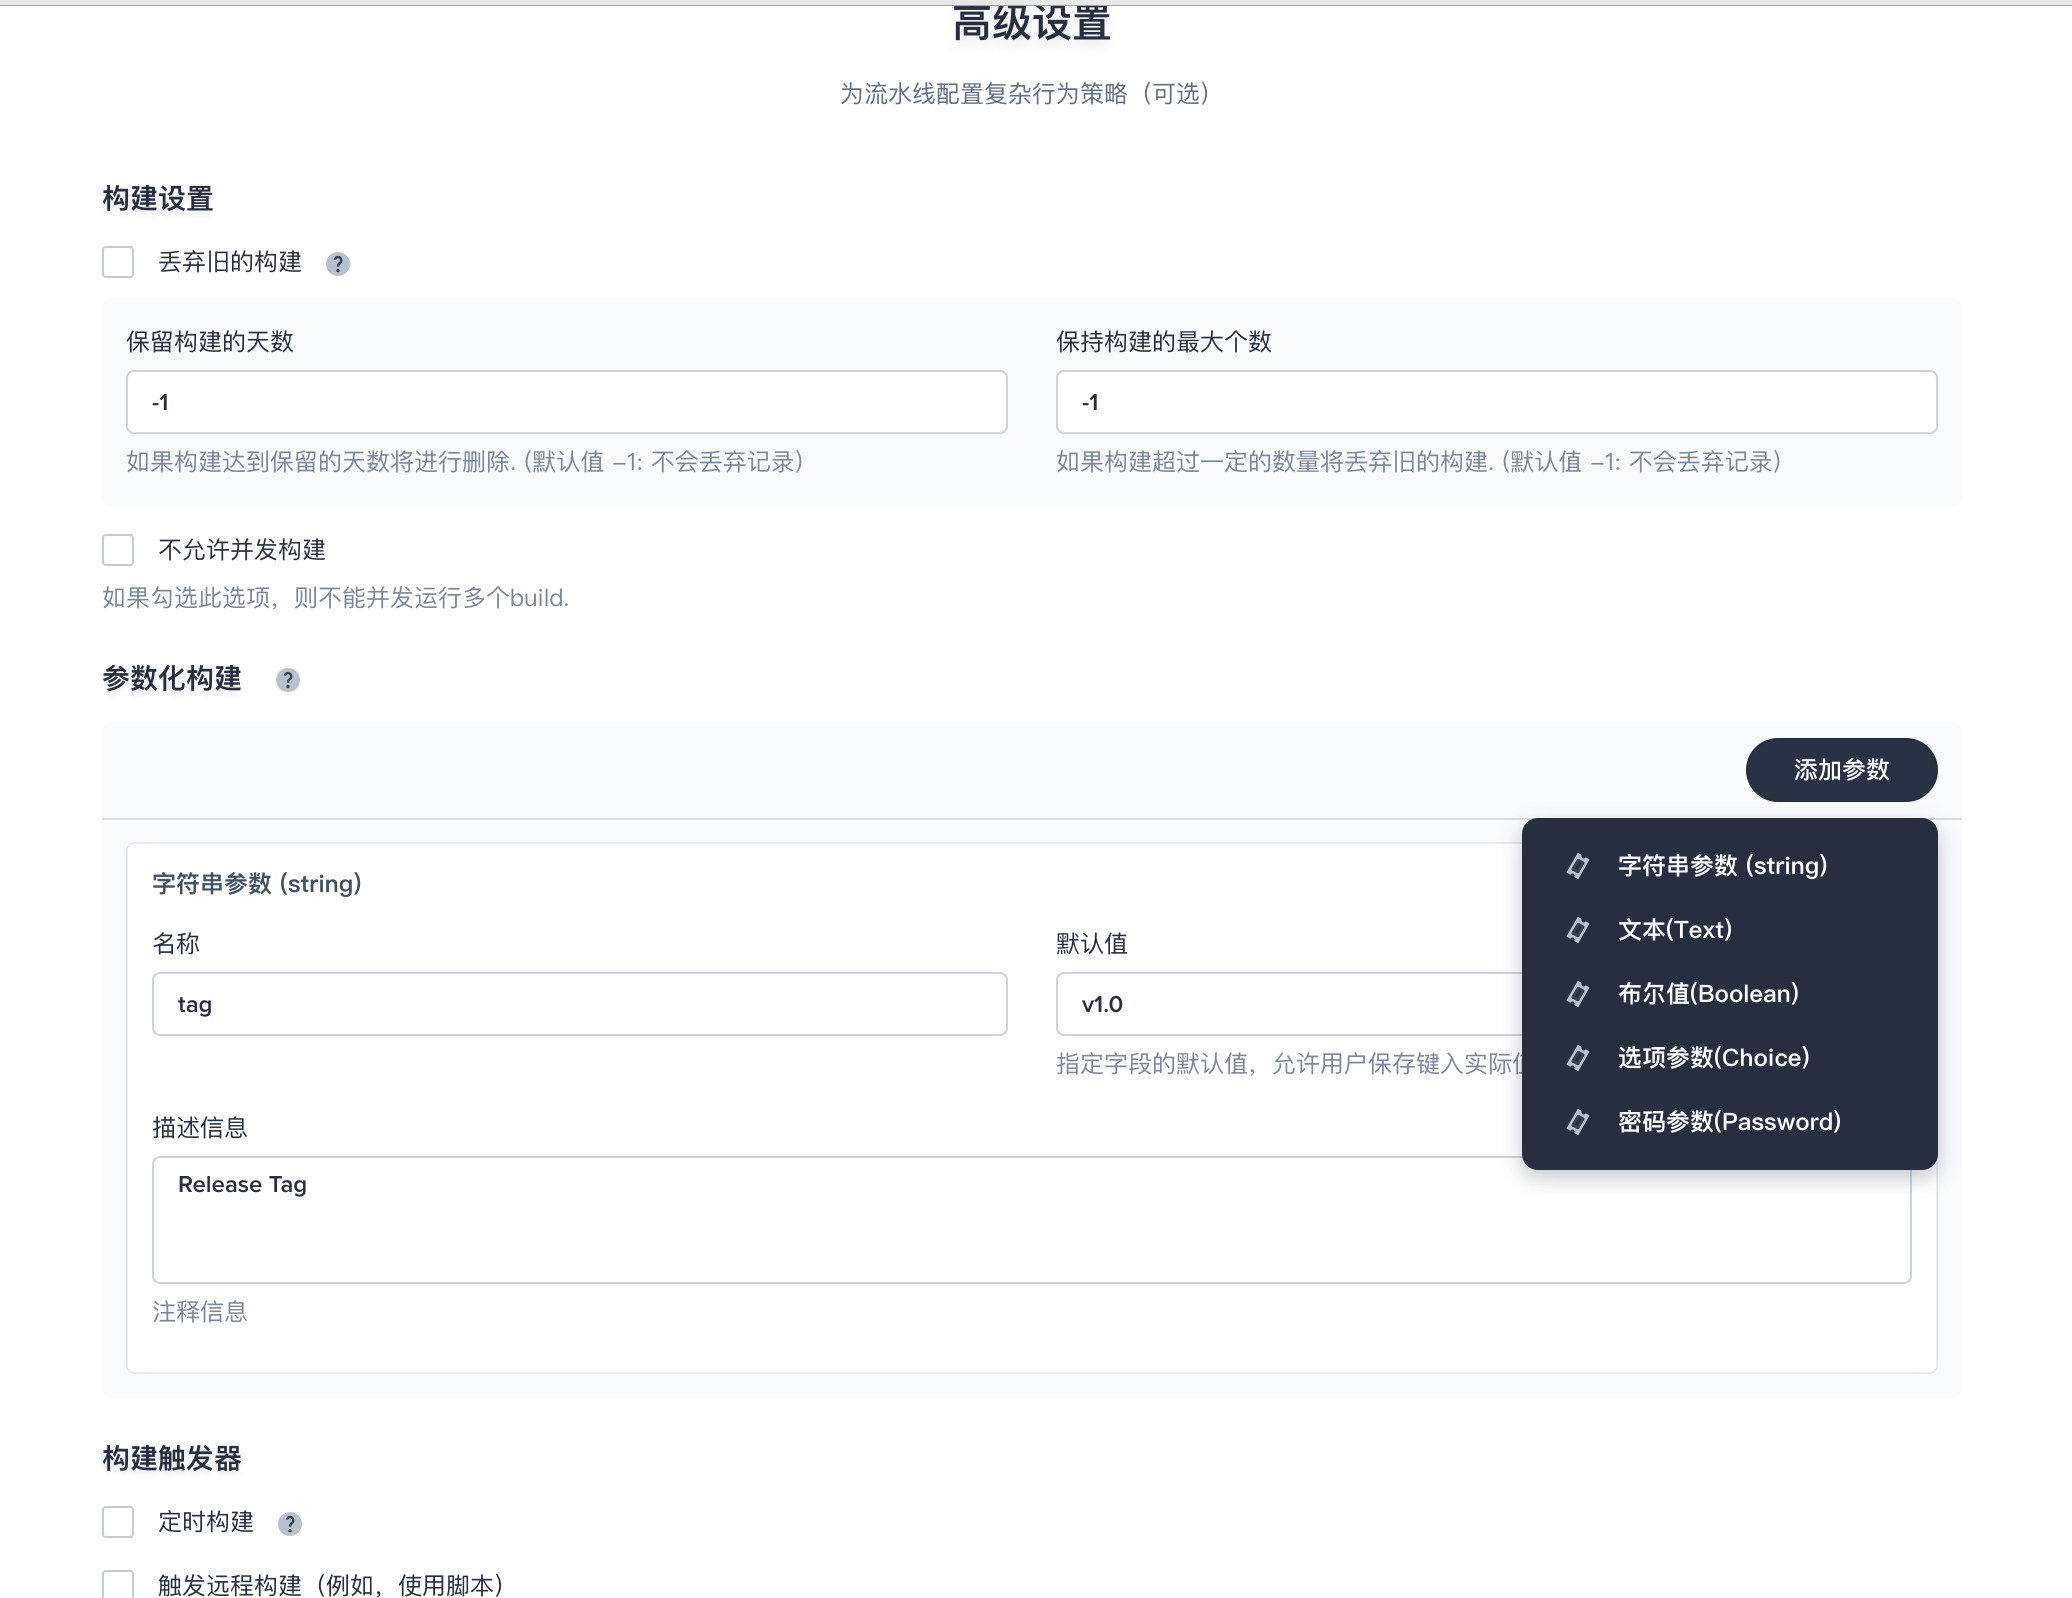 高级设置
为流水线配置复杂行为策略（可选）
构建设置
丢弃旧的构建 ?
保留构建的天数
-1
如果构建达到保留的天数将进行删除. (默认值 –1: 不会丢弃记录)
保持构建的最大个数
-1
如果构建超过一定的数量将丢弃旧的构建. (默认值 –1: 不会丢弃记录)
不允许并发构建
如果勾选此选项，则不能并发运行多个build.
参数化构建 ?
添加参数
字符串参数 (string)
文本(Text)
布尔值(Boolean)
选项参数(Choice)
密码参数(Password)
字符串参数 (string)
名称
tag
默认值
v1.0
指定字段的默认值，允许用户保存键入实际
描述信息
Release Tag
注释信息
构建触发器
定时构建 ?
触发远程构建（例如，使用脚本）